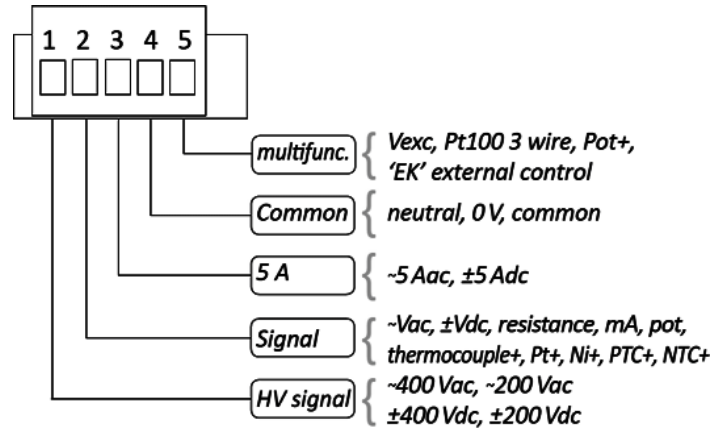 1 2 3 4 5
multifunc.
Vexc, Pt100 3 wire, Pot+,
‘EK’ external control
Common
neutral, 0 V, common
5 A
~5 Aac, ±5 Adc
Signal
~Vac, ±Vdc, resistance, mA, pot,
thermocouple+, Pt+, Ni+, PTC+, NTC+
HV signal
~400 Vac, ~200 Vac
±400 Vdc, ±200 Vdc